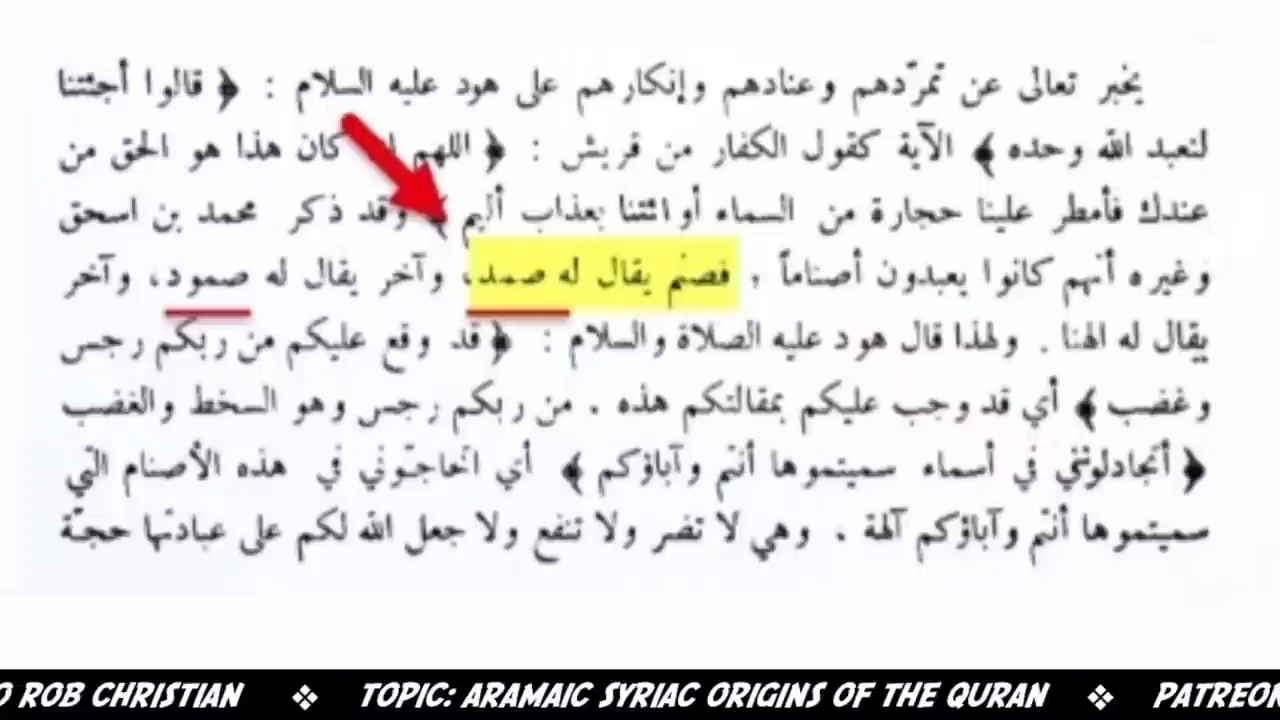 يخبر تعالى عن تمرّدهم وعنادهم وإنكارهم على هود عليه السلام : ﴿ قالوا أجئتنا
لنعبد الله وحده ﴾ الآية كقول الكفار من قريش : ﴿ اللهم كان هذا هو الحق من
عندك فأمطر علينا حجارة من السماء أو ائتنا بعذاب أليم وقد ذكر محمد بن اسحق
وغيره أنهم كانوا يعبدون أصناماً . فصنم يقال له صمد، وآخر يقال له صمود، وآخر
يقال له الهنا . ولهذا قال هود عليه الصلاة والسلام : ﴿ قد وقع عليكم من ربكم رجس
وغضب ﴾ أي قد وجب عليكم بمقالتكم هذه . من ربكم رجس وهو السخط والغضب
﴿ أتجادلونني في أسماء سميتموها أنتم وآباؤكم ﴾ أي اتحاجّوني في هذه الأصنام التي
سميتموها أنتم وآباؤكم آلهة . وهي لا تضر ولا تنفع ولا جعل الله لكم على عبادتها حجّة
O ROB CHRISTIAN ❖ TOPIC: ARAMAIC SYRIAC ORIGINS OF THE QURAN ❖ PATREON